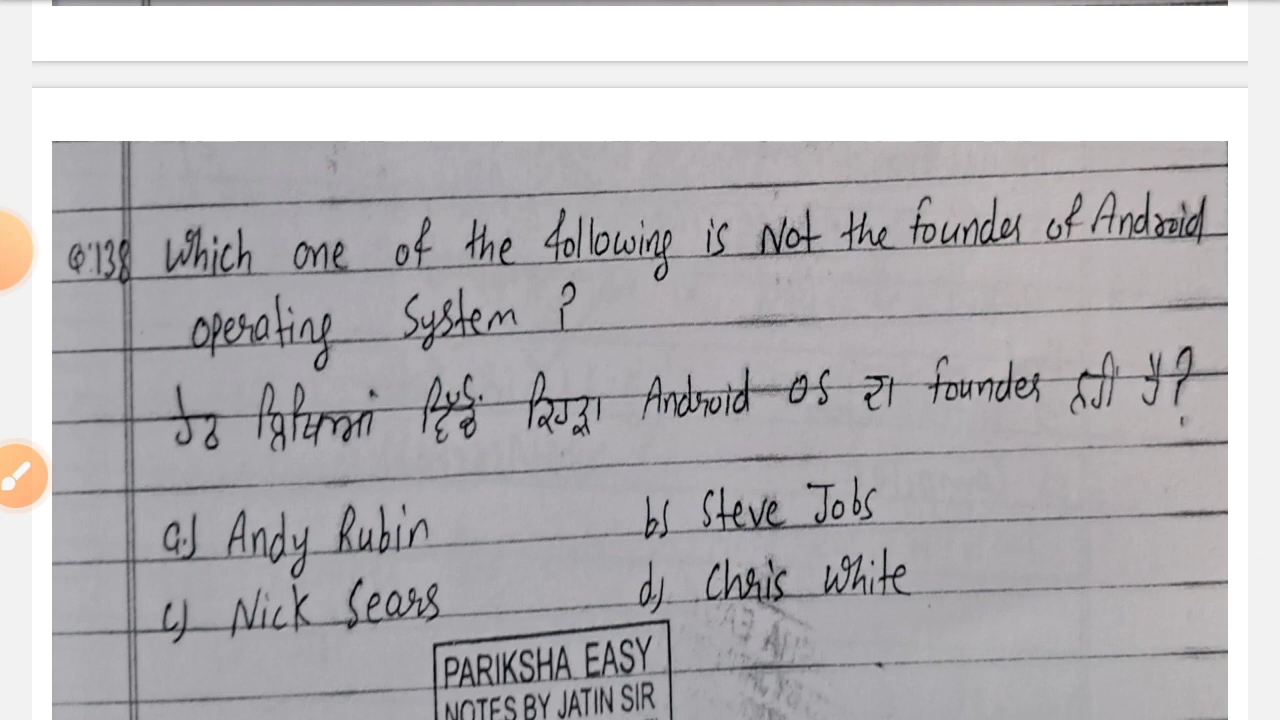 Q.138 Which one of the following is Not the founder of Android
operating System ?
ਹੇਠ ਲਿਖਿਆਂ ਵਿੱਚੋਂ ਕਿਹੜਾ Android OS ਦਾ founder ਨਹੀਂ ਹੈ?
a) Andy Rubin b) Steve Jobs
c) Nick Sears d) Chris White
PARIKSHA EASY
NOTES BY JATIN SIR